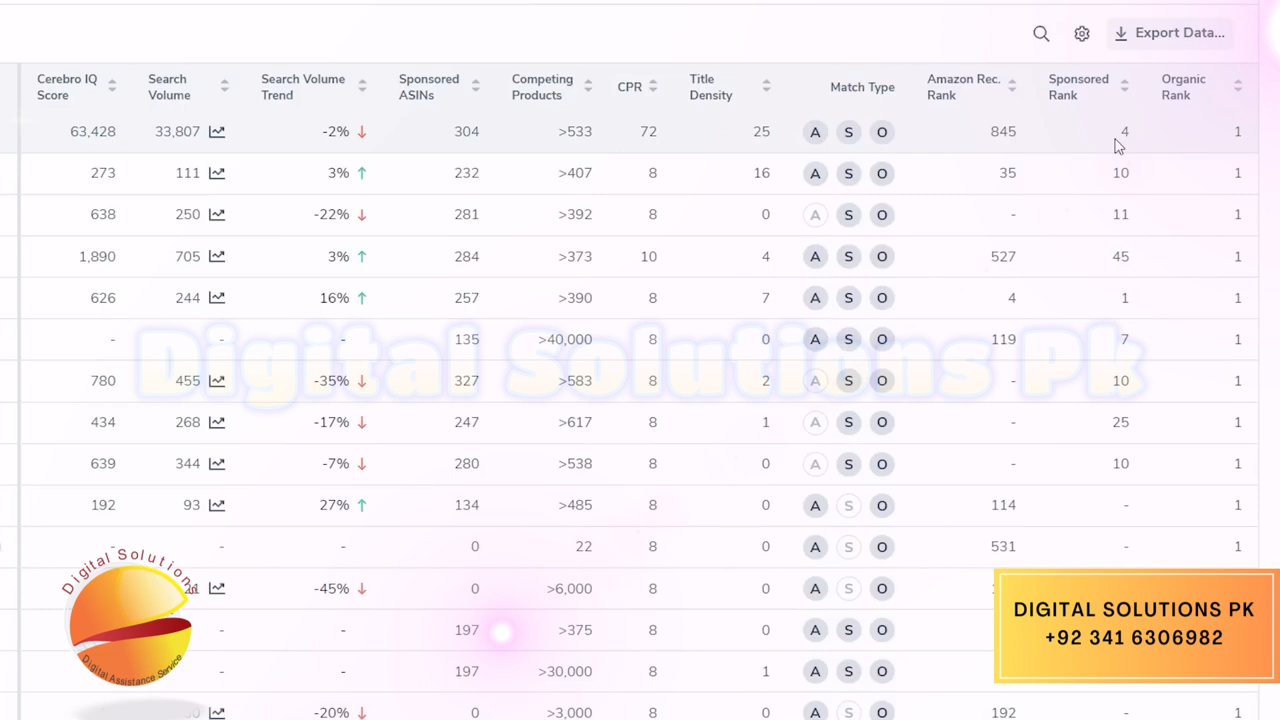 Export Data...
Cerebro IQ Score Search Volume Search Volume Trend Sponsored ASINs Competing Products CPR Title Density Match Type Amazon Rec. Rank Sponsored Rank Organic Rank
63,428 33,807 -2% 304 >533 72 25 A S O 845 4 1
273 111 3% 232 >407 8 16 A S O 35 10 1
638 250 -22% 281 >392 8 0 A S O - 11 1
1,890 705 3% 284 >373 10 4 A S O 527 45 1
626 244 16% 257 >390 8 7 A S O 4 1 1
- - - 135 >40,000 8 0 A S O 119 7 1
Digital Solutions Pk
780 455 -35% 327 >583 8 2 A S O - 10 1
434 268 -17% 247 >617 8 1 A S O - 25 1
639 344 -7% 280 >538 8 0 A S O - 10 1
192 93 27% 134 >485 8 0 A S O 114 - 1
- - - 0 22 8 0 A S O 531 - 1
-45% 0 >6,000 8 0 A S O
- - 197 >375 8 0 A S O
- - 197 >30,000 8 1 A S O
-20% 0 >3,000 8 0 A S O 192 - 1
Digital Solutions
Digital Assistance Service
DIGITAL SOLUTIONS PK
+92 341 6306982